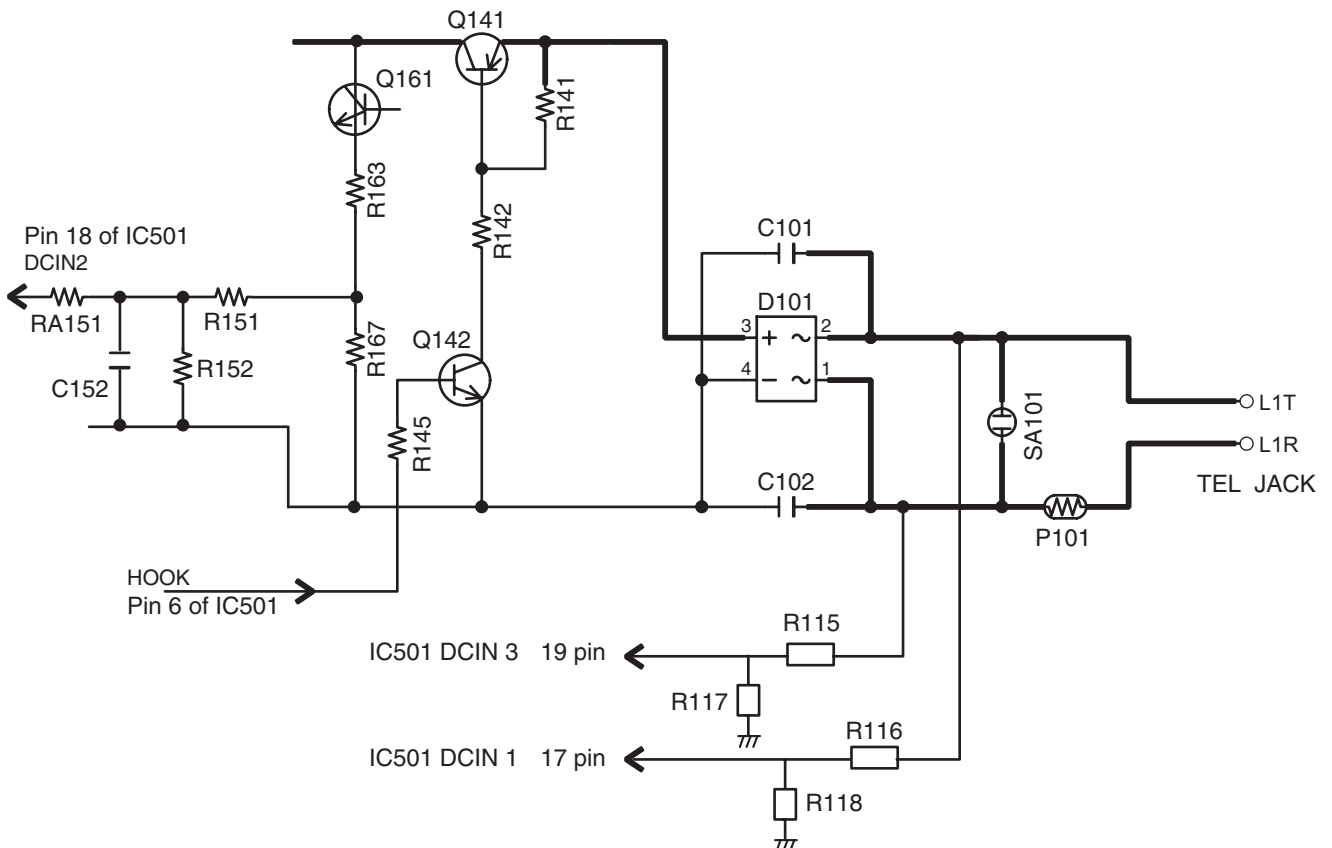 Q141
Q161
R141
R163
R142
Pin 18 of IC501
DCIN2
C101
D101
3 + ~ 2
4 − ~ 1
RA151
R151
R167
Q142
C152
R152
R145
SA101
L1T
L1R
TEL JACK
C102
P101
HOOK
Pin 6 of IC501
R115
IC501 DCIN 3 19 pin
R117
R116
IC501 DCIN 1 17 pin
R118